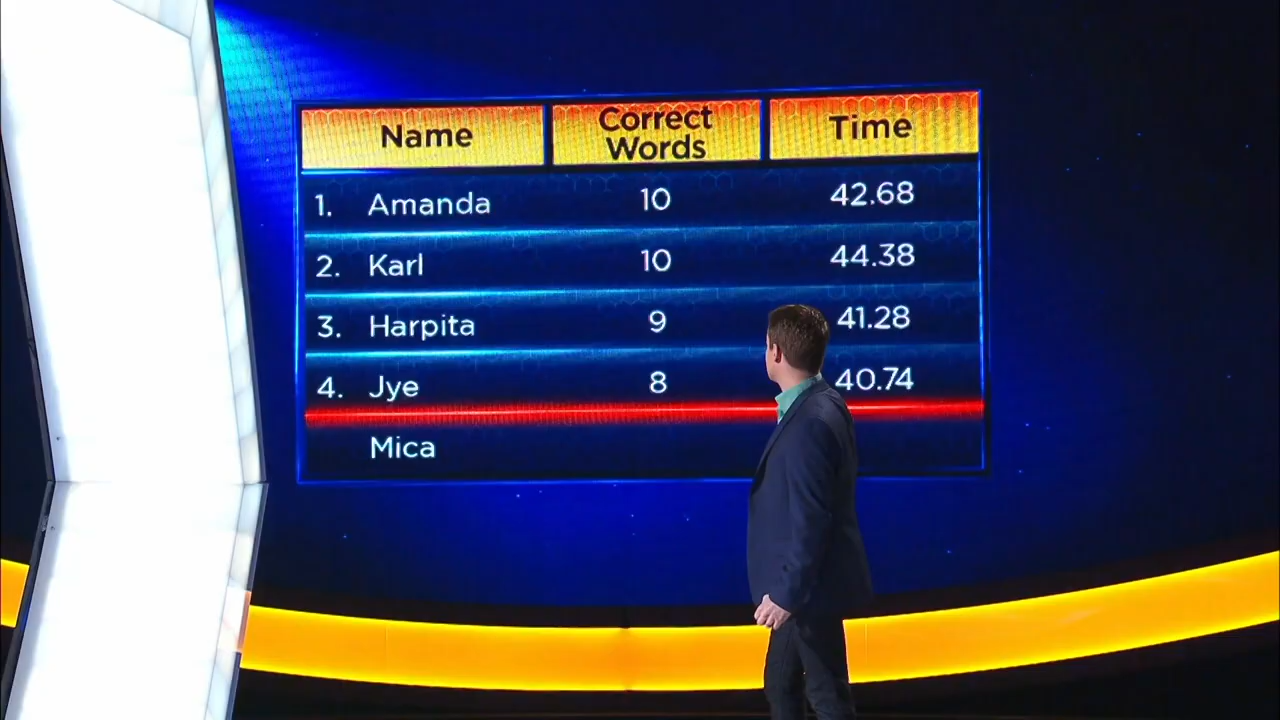 Name Correct Words Time
1. Amanda 10 42.68
2. Karl 10 44.38
3. Harpita 9 41.28
4. Jye 8 40.74
Mica